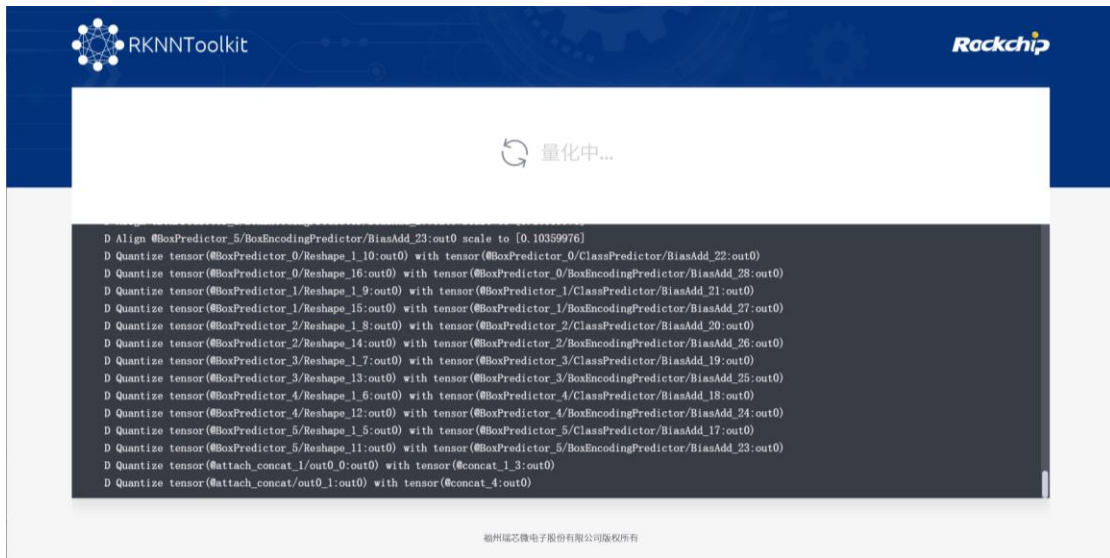 RKNNToolkit
Rockchip
量化中...
D Align @BoxPredictor_5/BoxEncodingPredictor/BiasAdd_23:out0 scale to [0.10359976]
D Quantize tensor(@BoxPredictor_0/Reshape_1_10:out0) with tensor(@BoxPredictor_0/ClassPredictor/BiasAdd_22:out0)
D Quantize tensor(@BoxPredictor_0/Reshape_16:out0) with tensor(@BoxPredictor_0/BoxEncodingPredictor/BiasAdd_28:out0)
D Quantize tensor(@BoxPredictor_1/Reshape_1_9:out0) with tensor(@BoxPredictor_1/ClassPredictor/BiasAdd_21:out0)
D Quantize tensor(@BoxPredictor_1/Reshape_15:out0) with tensor(@BoxPredictor_1/BoxEncodingPredictor/BiasAdd_27:out0)
D Quantize tensor(@BoxPredictor_2/Reshape_1_8:out0) with tensor(@BoxPredictor_2/ClassPredictor/BiasAdd_20:out0)
D Quantize tensor(@BoxPredictor_2/Reshape_14:out0) with tensor(@BoxPredictor_2/BoxEncodingPredictor/BiasAdd_26:out0)
D Quantize tensor(@BoxPredictor_3/Reshape_1_7:out0) with tensor(@BoxPredictor_3/ClassPredictor/BiasAdd_19:out0)
D Quantize tensor(@BoxPredictor_3/Reshape_13:out0) with tensor(@BoxPredictor_3/BoxEncodingPredictor/BiasAdd_25:out0)
D Quantize tensor(@BoxPredictor_4/Reshape_1_6:out0) with tensor(@BoxPredictor_4/ClassPredictor/BiasAdd_18:out0)
D Quantize tensor(@BoxPredictor_4/Reshape_12:out0) with tensor(@BoxPredictor_4/BoxEncodingPredictor/BiasAdd_24:out0)
D Quantize tensor(@BoxPredictor_5/Reshape_1_5:out0) with tensor(@BoxPredictor_5/ClassPredictor/BiasAdd_17:out0)
D Quantize tensor(@BoxPredictor_5/Reshape_11:out0) with tensor(@BoxPredictor_5/BoxEncodingPredictor/BiasAdd_23:out0)
D Quantize tensor(@attach_concat_1/out0_0:out0) with tensor(@concat_1_3:out0)
D Quantize tensor(@attach_concat/out0_1:out0) with tensor(@concat_4:out0)
福州瑞芯微电子股份有限公司版权所有